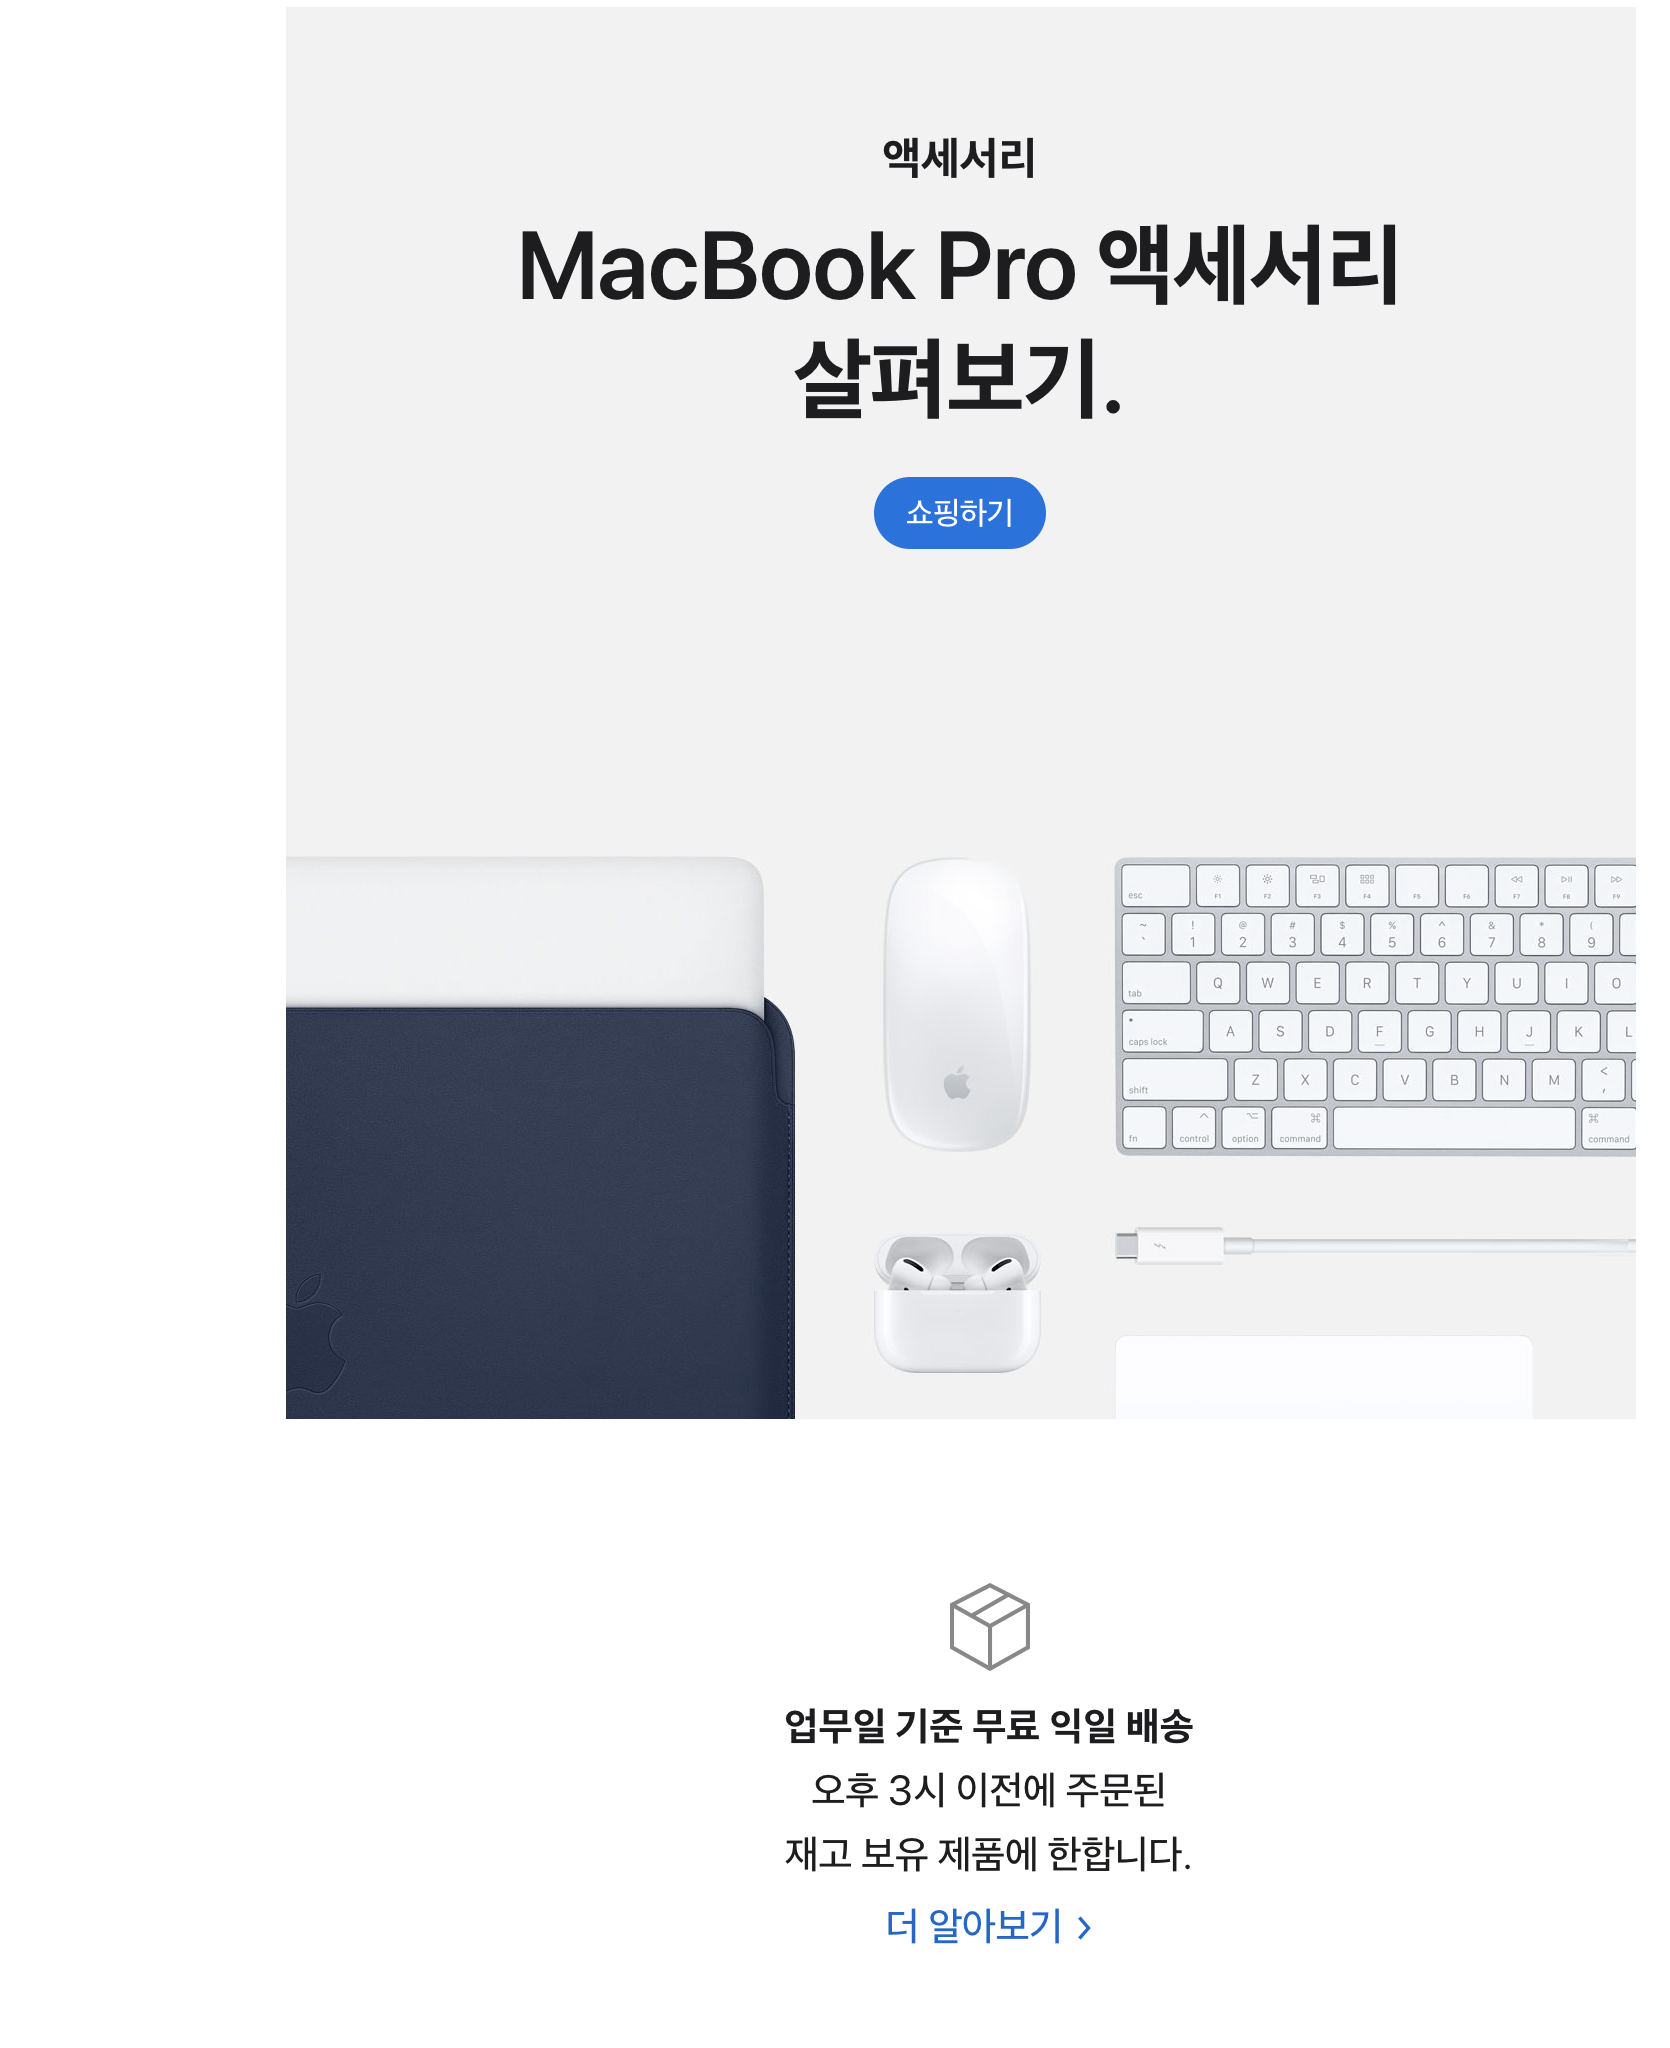 액세서리
MacBook Pro 액세서리
살펴보기.
쇼핑하기
esc F1 F2 F3 F4 F5 F6 F7 F8 F9
~ ! @ # $ % ^ & * (
` 1 2 3 4 5 6 7 8 9
tab Q W E R T Y U I O
caps lock A S D F G H J K L
shift Z X C V B N M < ,
fn control option command command
업무일 기준 무료 익일 배송
오후 3시 이전에 주문된
재고 보유 제품에 한합니다.
더 알아보기 >